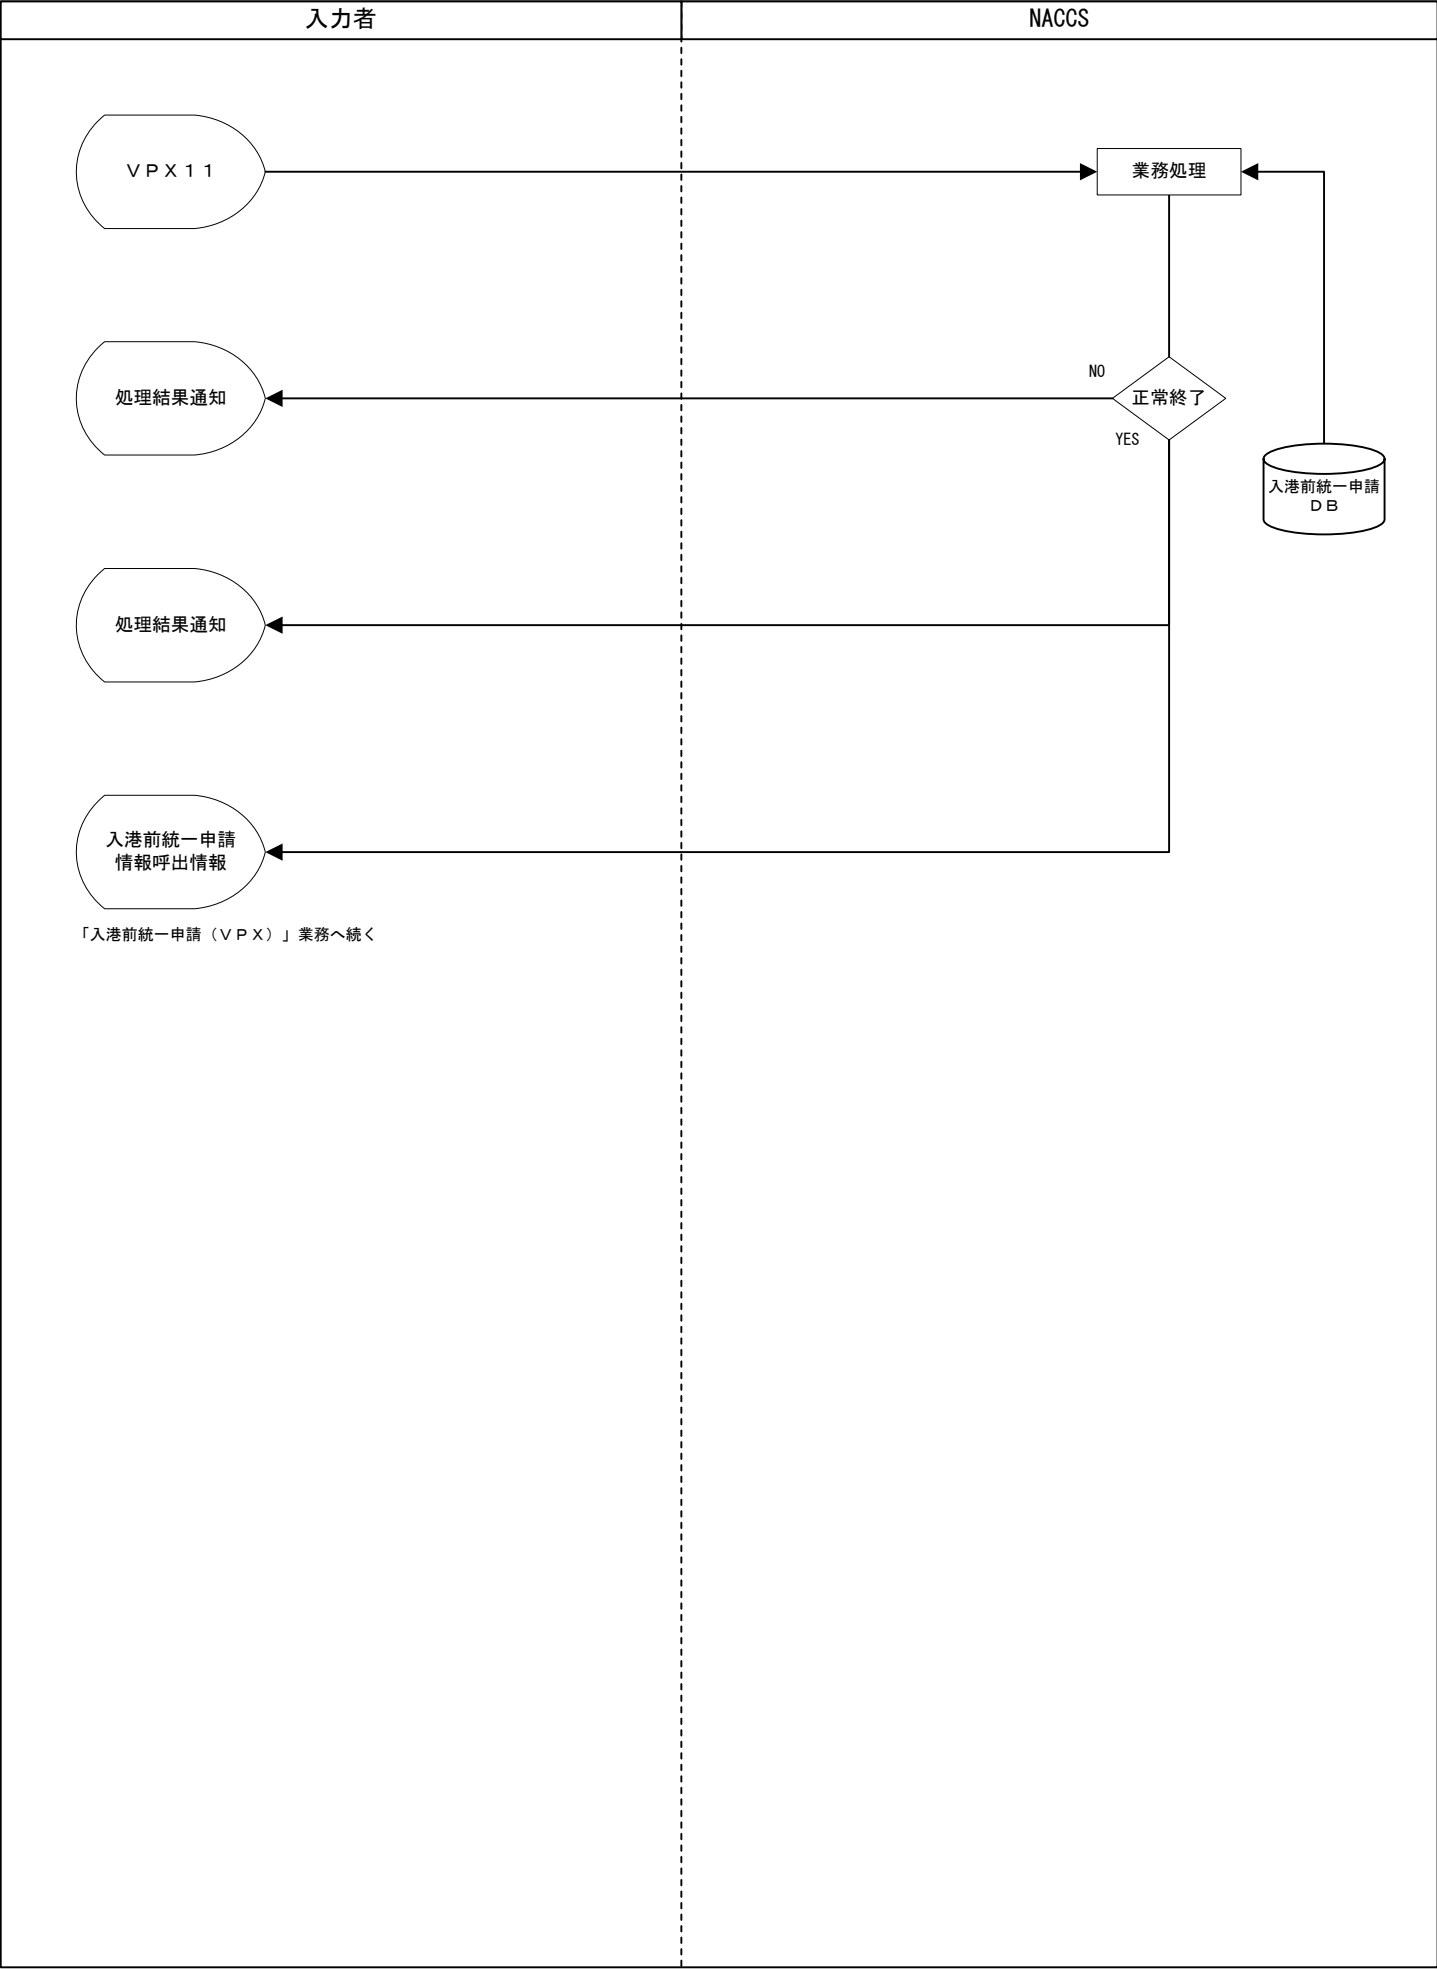 入力者
NACCS
ＶＰＸ１１
業務処理
処理結果通知
NO
正常終了
YES
入港前統一申請
ＤＢ
処理結果通知
入港前統一申請
情報呼出情報
「入港前統一申請（ＶＰＸ）」業務へ続く